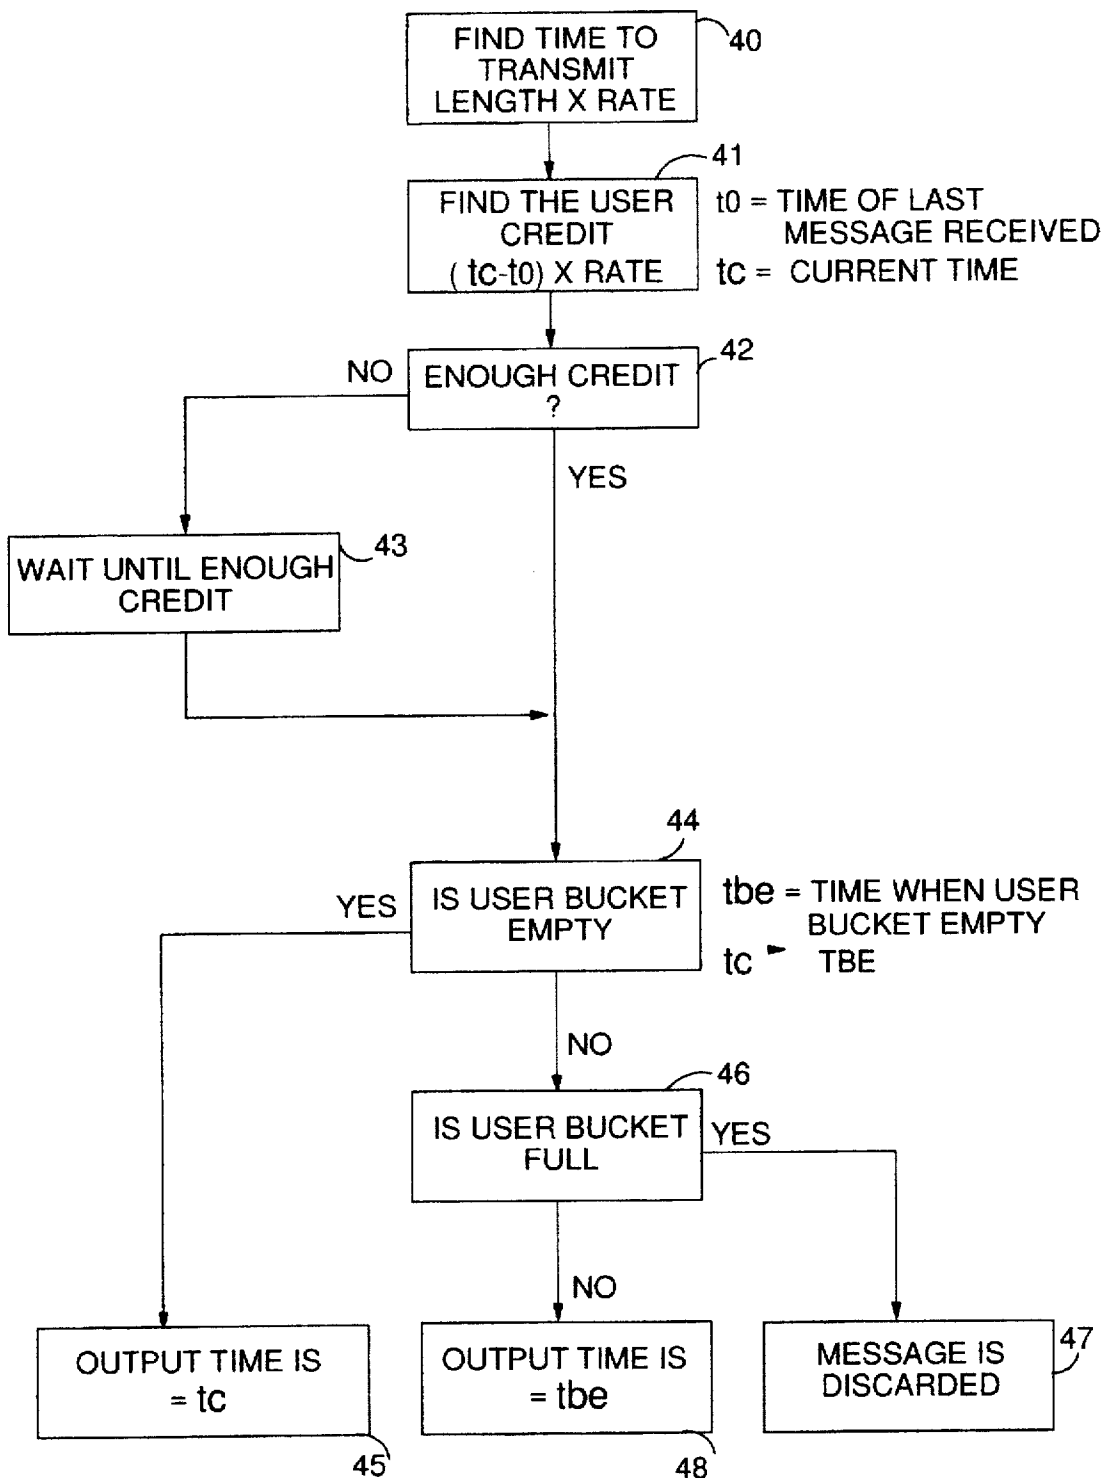 FIND TIME TO
TRANSMIT
LENGTH X RATE
40
41
FIND THE USER
CREDIT
( tc-t0) X RATE
t0 = TIME OF LAST
MESSAGE RECEIVED
tc = CURRENT TIME
42
ENOUGH CREDIT
?
NO
YES
43
WAIT UNTIL ENOUGH
CREDIT
44
IS USER BUCKET
EMPTY
YES
tbe = TIME WHEN USER
BUCKET EMPTY
tc ► TBE
NO
46
IS USER BUCKET
FULL
YES
NO
OUTPUT TIME IS
= tc
45
OUTPUT TIME IS
= tbe
48
MESSAGE IS
DISCARDED
47